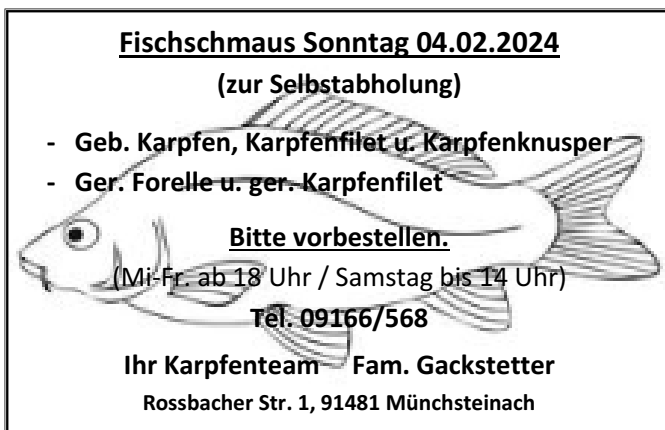 Fischschmaus Sonntag 04.02.2024
(zur Selbstabholung)
- Geb. Karpfen, Karpfenfilet u. Karpfenknusper
- Ger. Forelle u. ger. Karpfenfilet
Bitte vorbestellen.
(Mi-Fr. ab 18 Uhr / Samstag bis 14 Uhr)
Tel. 09166/568
Ihr Karpfenteam Fam. Gackstetter
Rossbacher Str. 1, 91481 Münchsteinach